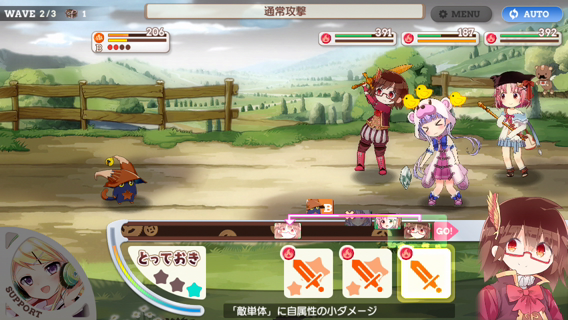 WAVE 2/3
1
通常攻撃
MENU
AUTO
206
B
391
187
392
B
GO!
とっておき
SUPPORT
「敵単体」に自属性の小ダメージ